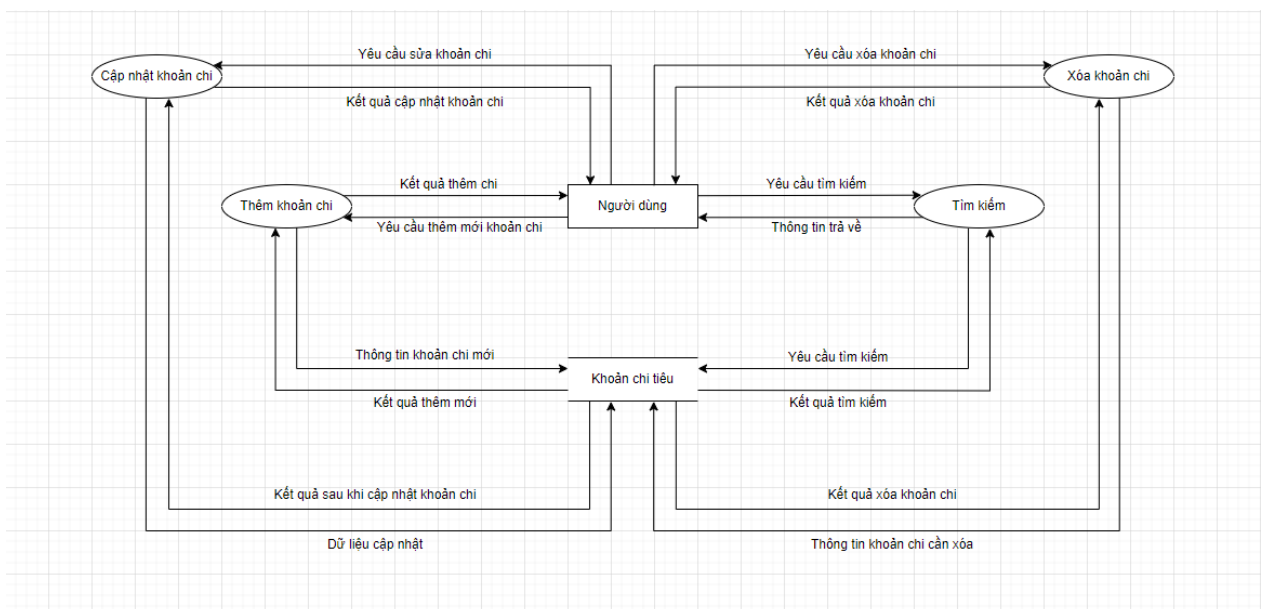 Yêu cầu sửa khoản chi
Yêu cầu xóa khoản chi
Cập nhật khoản chi
Xóa khoản chi
Kết quả cập nhật khoản chi
Kết quả xóa khoản chi
Kết quả thêm chi
Yêu cầu tìm kiếm
Thêm khoản chi
Người dùng
Tìm kiếm
Yêu cầu thêm mới khoản chi
Thông tin trả về
Thông tin khoản chi mới
Yêu cầu tìm kiếm
Khoản chi tiêu
Kết quả thêm mới
Kết quả tìm kiếm
Kết quả sau khi cập nhật khoản chi
Kết quả xóa khoản chi
Dữ liệu cập nhật
Thông tin khoản chi cần xóa